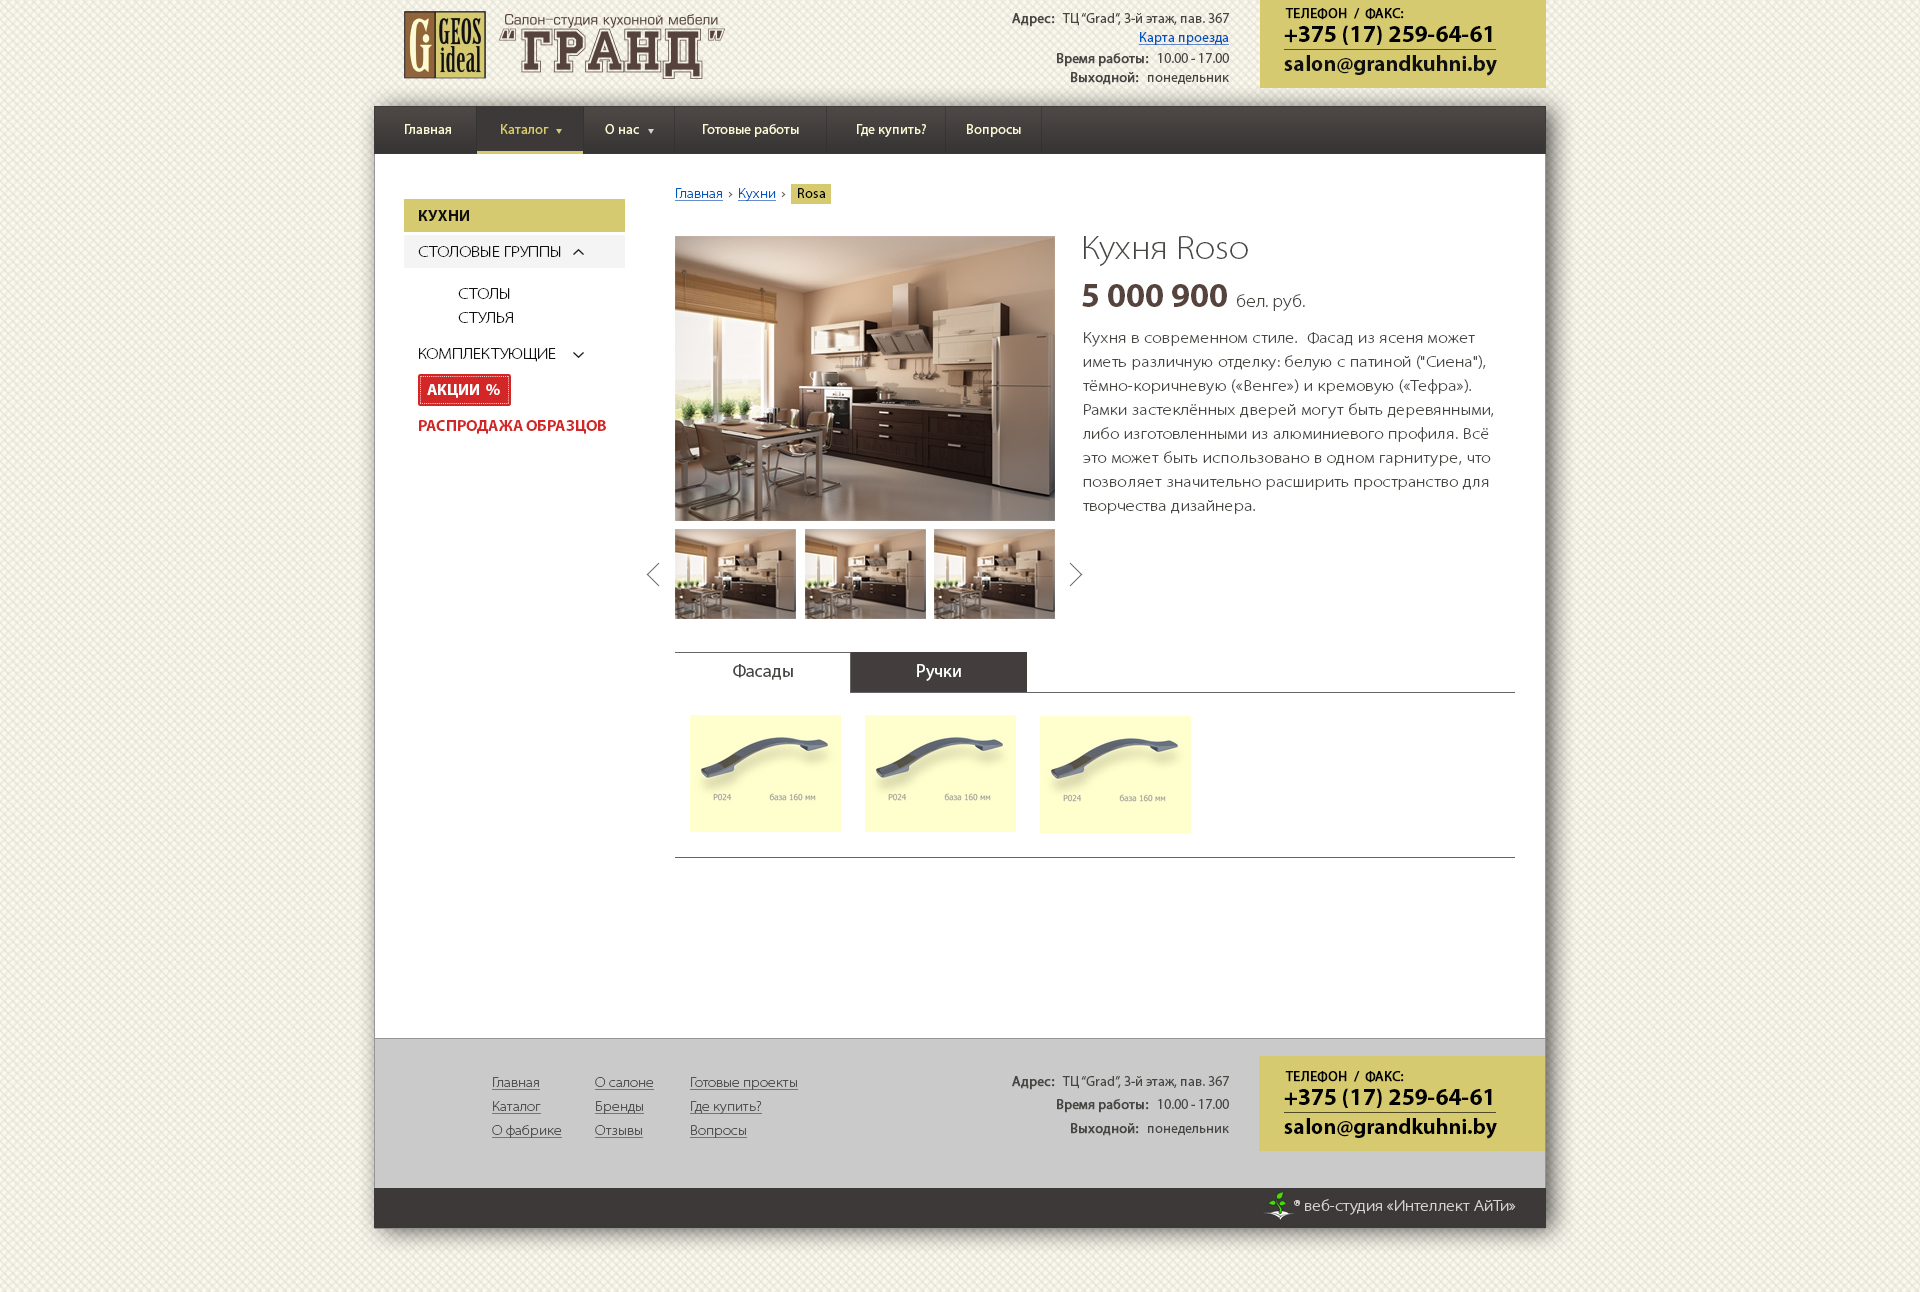 GEOS
ideal
Салон-студия кухонной мебели
“ГРАНД”
Адрес: ТЦ “Grad”, 3-й этаж, пав. 367
Карта проезда
Время работы: 10.00 - 17.00
Выходной: понедельник
ТЕЛЕФОН / ФАКС:
+375 (17) 259-64-61
salon@grandkuhni.by
Главная
Каталог
О нас
Готовые работы
Где купить?
Вопросы
КУХНИ
СТОЛОВЫЕ ГРУППЫ
СТОЛЫ
СТУЛЬЯ
КОМПЛЕКТУЮЩИЕ
АКЦИИ %
РАСПРОДАЖА ОБРАЗЦОВ
Главная › Кухни › Rosa
Кухня Roso
5 000 900 бел. руб.
Кухня в современном стиле. Фасад из ясеня может
иметь различную отделку: белую с патиной ("Сиена"),
тёмно-коричневую («Венге») и кремовую («Тефра»).
Рамки застеклённых дверей могут быть деревянными,
либо изготовленными из алюминиевого профиля. Всё
это может быть использовано в одном гарнитуре, что
позволяет значительно расширить пространство для
творчества дизайнера.
Фасады
Ручки
P024 база 160 мм
P024 база 160 мм
P024 база 160 мм
Главная
Каталог
О фабрике
О салоне
Бренды
Отзывы
Готовые проекты
Где купить?
Вопросы
Адрес: ТЦ “Grad”, 3-й этаж, пав. 367
Время работы: 10.00 - 17.00
Выходной: понедельник
ТЕЛЕФОН / ФАКС:
+375 (17) 259-64-61
salon@grandkuhni.by
® веб-студия «Интеллект АйТи»